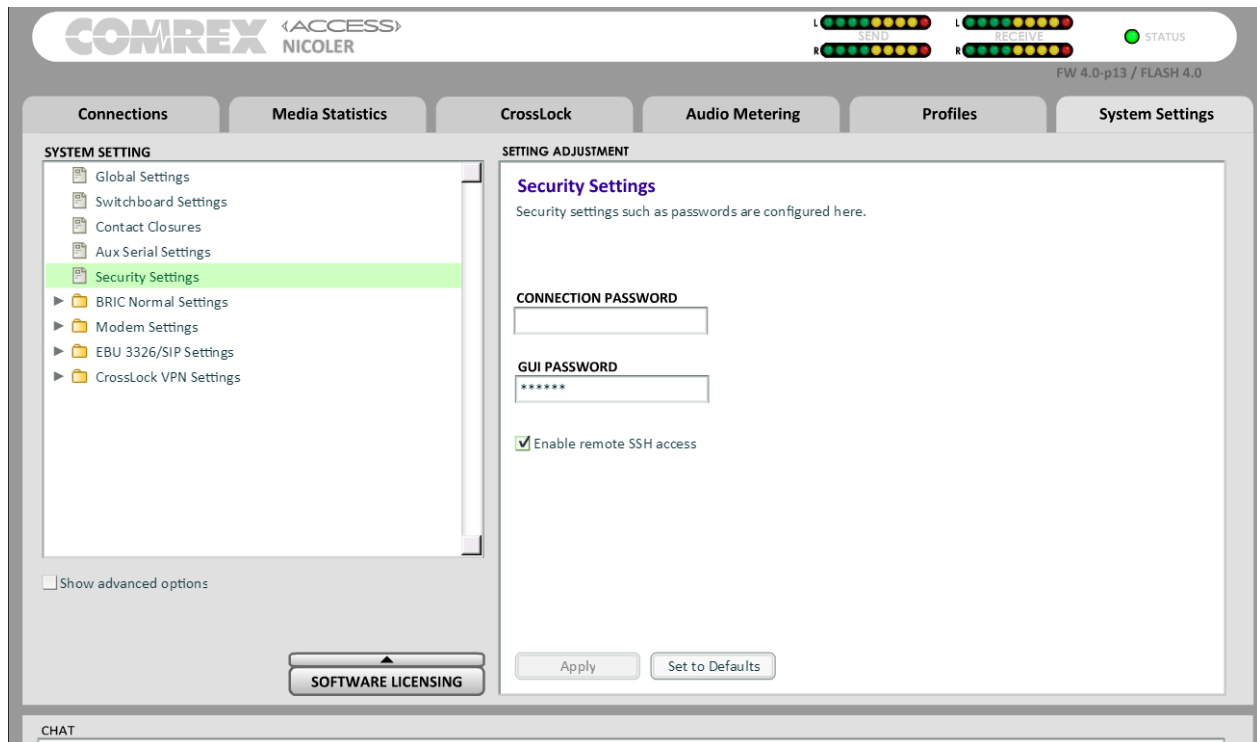 COMREX
ACCESS
NICOLER
L
SEND
R
L
RECEIVE
R
STATUS
FW 4.0-p13 / FLASH 4.0
Connections
Media Statistics
CrossLock
Audio Metering
Profiles
System Settings
SYSTEM SETTING
Global Settings
Switchboard Settings
Contact Closures
Aux Serial Settings
Security Settings
BRIC Normal Settings
Modem Settings
EBU 3326/SIP Settings
CrossLock VPN Settings
Show advanced options
SOFTWARE LICENSING
SETTING ADJUSTMENT
Security Settings
Security settings such as passwords are configured here.
CONNECTION PASSWORD
GUI PASSWORD
******
Enable remote SSH access
Apply
Set to Defaults
CHAT